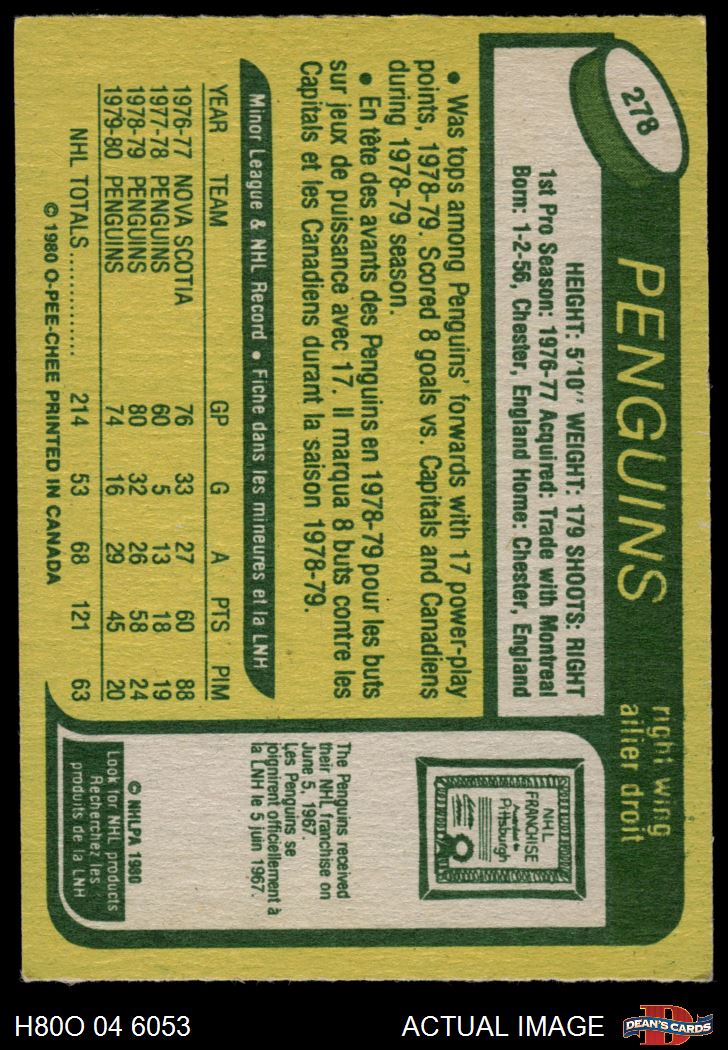 278
PENGUINS
right wing
ailier droit
HEIGHT: 5'10" WEIGHT: 179 SHOOTS: RIGHT
1st Pro Season: 1976-77 Acquired: Trade with Montreal
Born: 1-2-56, Chester, England Home: Chester, England
• Was tops among Penguins' forwards with 17 power-play
points, 1978-79. Scored 8 goals vs. Capitals and Canadiens
during 1978-79 season.
• En tête des avants des Penguins en 1978-79 pour les buts
sur jeux de puissance avec 17. Il marqua 8 buts contre les
Capitals et les Canadiens durant la saison 1978-79.
Minor League & NHL Record • Fiche dans les mineures et la LNH
YEAR TEAM GP G A PTS PIM
1976-77 NOVA SCOTIA 76 33 27 60 88
1977-78 PENGUINS 60 5 13 18 19
1978-79 PENGUINS 80 32 26 58 24
1979-80 PENGUINS 74 16 29 45 20
NHL TOTALS .............. 214 53 68 121 63
© 1980 O-PEE-CHEE PRINTED IN CANADA
NHL
FRANCHISE
Pittsburgh
The Penguins received
their NHL franchise on
June 5, 1967.
Les Penguins se
joignirent officiellement à
la LNH le 5 juin 1967.
© NHLPA 1980
Look for NHL products
Recherchez les
produits de la LNH
H80O 04 6053
ACTUAL IMAGE
D
DEAN'S CARDS